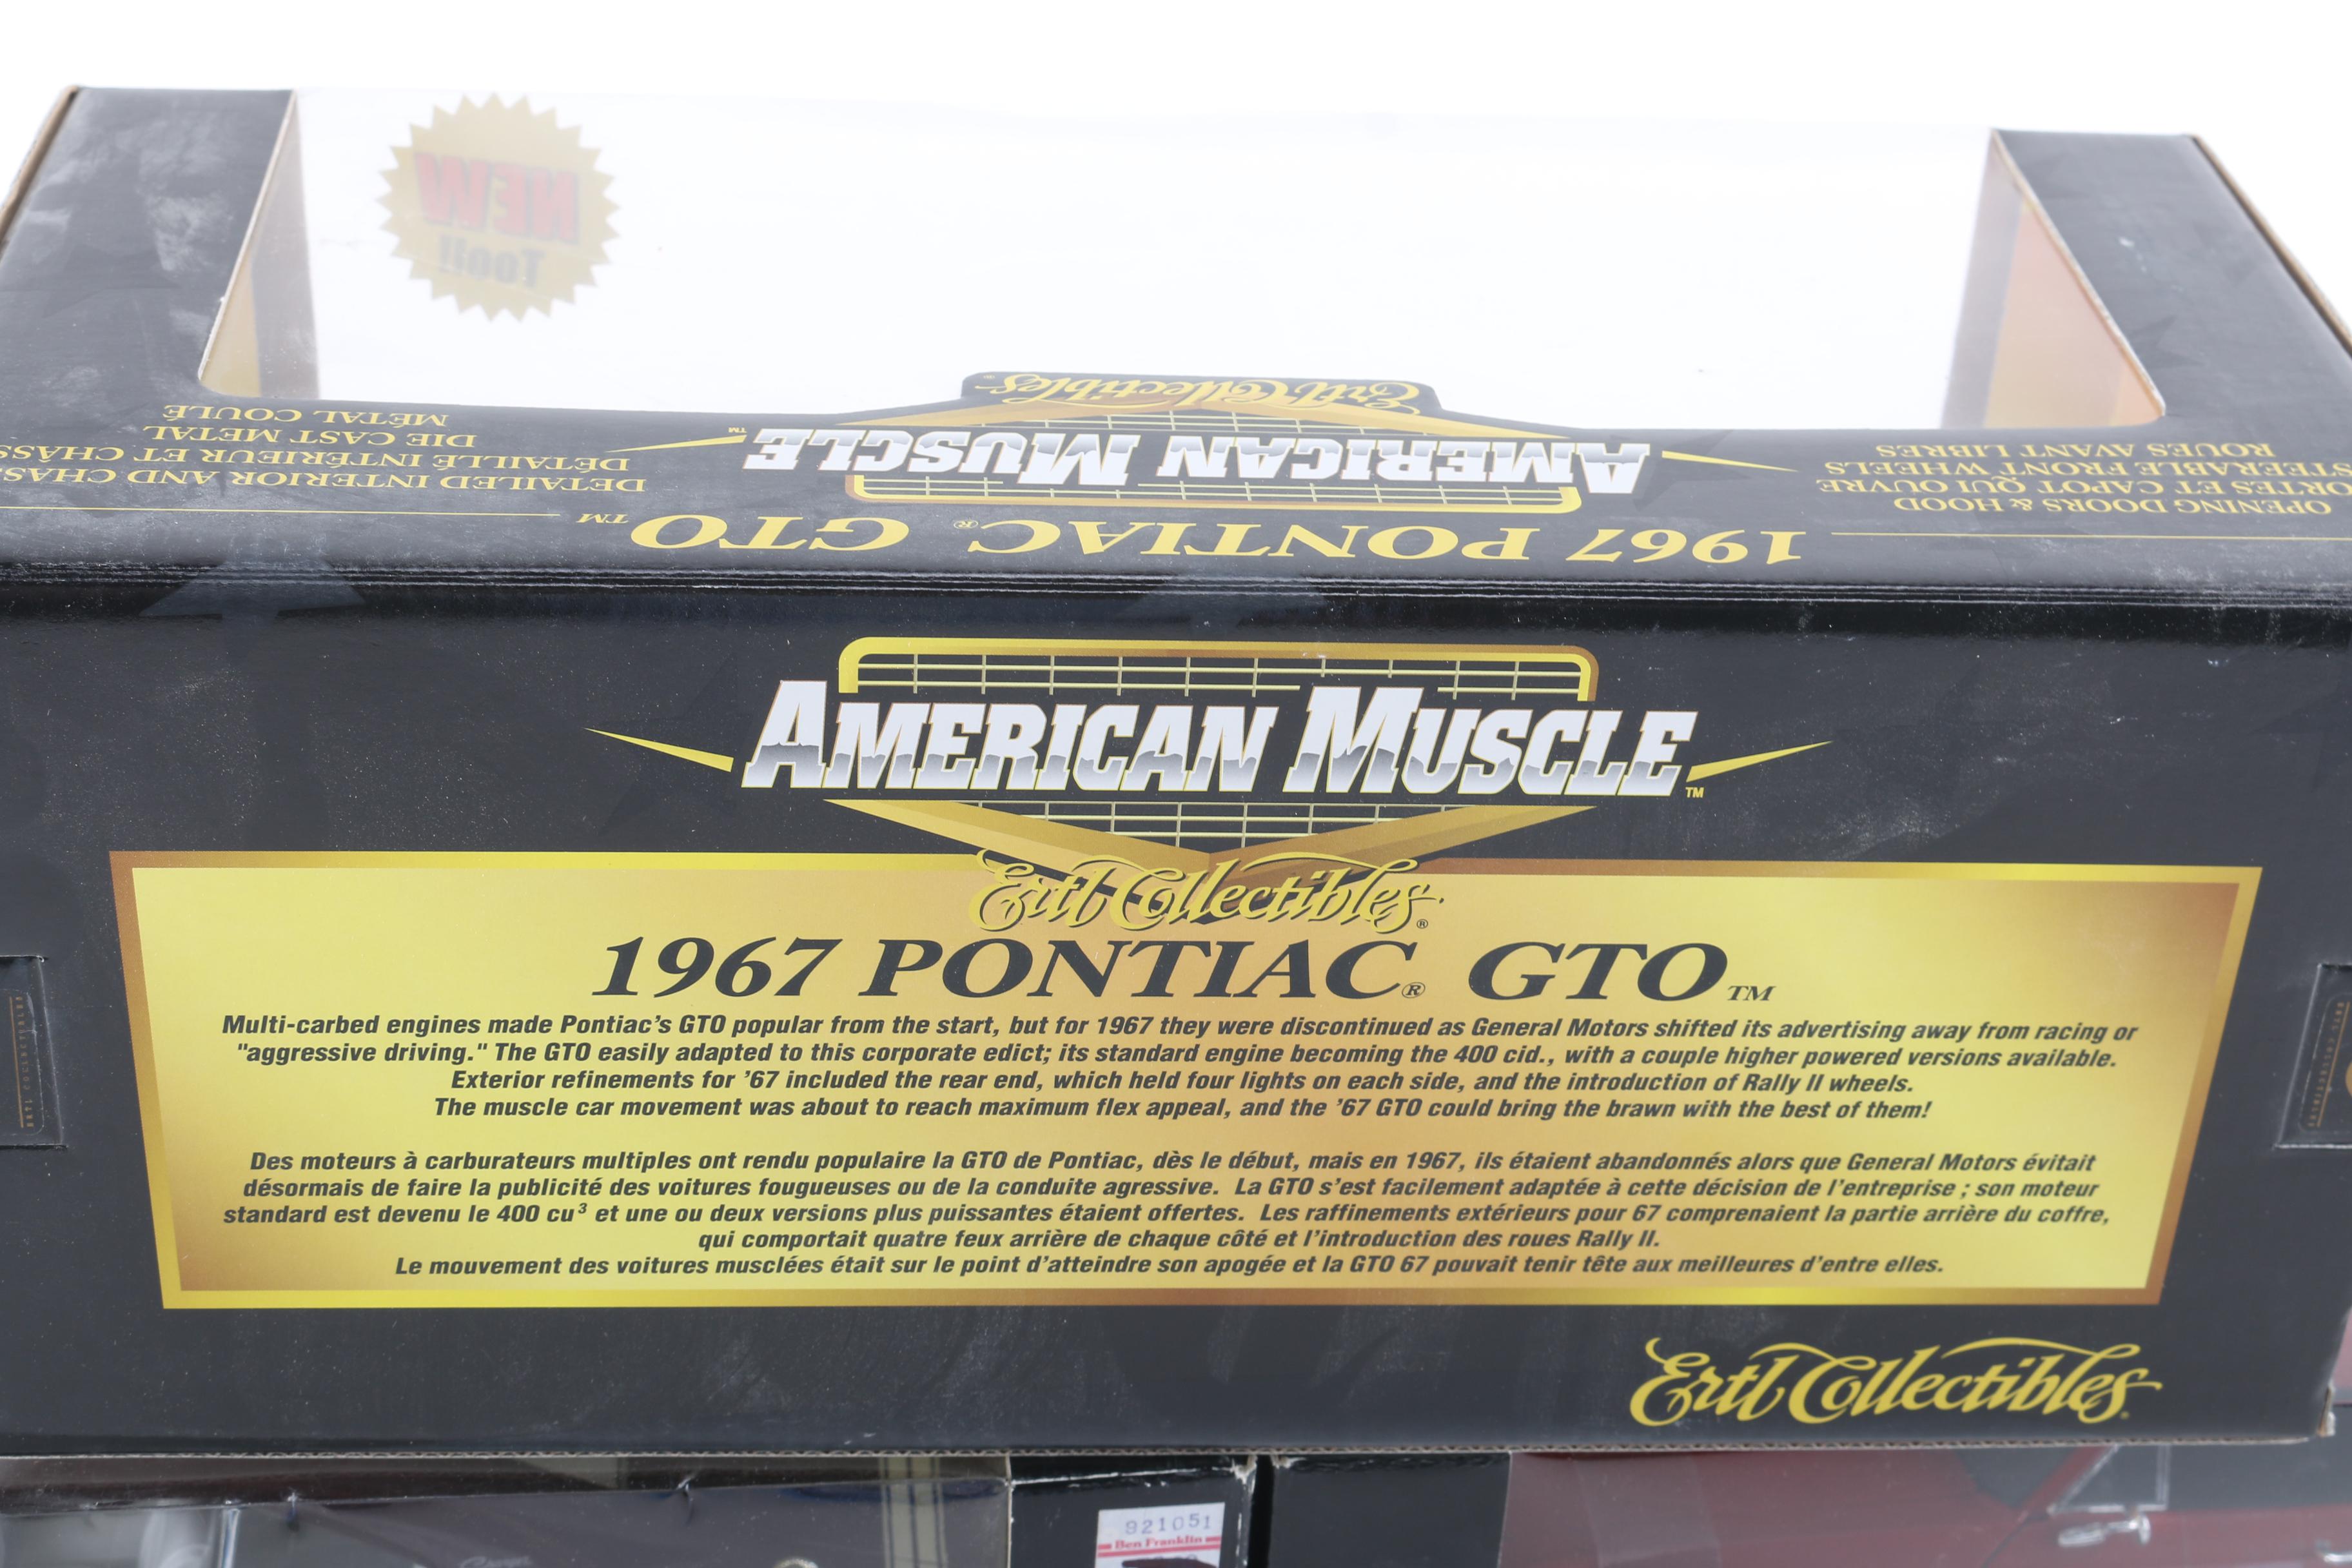 NEW
Tool!
Ertl Collectibles
AMERICAN MUSCLE™
1967 PONTIAC® GTO™
MÉTAL COULÉ
DIE CAST METAL
DÉTAILLÉ INTÉRIEUR ET
DETAILED INTERIOR AND
ROUES AVANT LIBRES
FRONT WHEELS
ET CAPOT QUI OUVRE
OPENING DOORS & HOOD
AMERICAN MUSCLE™
Ertl Collectibles®
1967 PONTIAC® GTO™
Multi-carbed engines made Pontiac's GTO popular from the start, but for 1967 they were discontinued as General Motors shifted its advertising away from racing or
"aggressive driving." The GTO easily adapted to this corporate edict; its standard engine becoming the 400 cid., with a couple higher powered versions available.
Exterior refinements for '67 included the rear end, which held four lights on each side, and the introduction of Rally II wheels.
The muscle car movement was about to reach maximum flex appeal, and the '67 GTO could bring the brawn with the best of them!
Des moteurs à carburateurs multiples ont rendu populaire la GTO de Pontiac, dès le début, mais en 1967, ils étaient abandonnés alors que General Motors évitait
désormais de faire la publicité des voitures fougueuses ou de la conduite agressive. La GTO s'est facilement adaptée à cette décision de l'entreprise ; son moteur
standard est devenu le 400 cu³ et une ou deux versions plus puissantes étaient offertes. Les raffinements extérieurs pour 67 comprenaient la partie arrière du coffre,
qui comportait quatre feux arrière de chaque côté et l'introduction des roues Rally II.
Le mouvement des voitures musclées était sur le point d'atteindre son apogée et la GTO 67 pouvait tenir tête aux meilleures d'entre elles.
ERTL COLLECTIBLES
Ertl Collectibles
921051
Ben Franklin